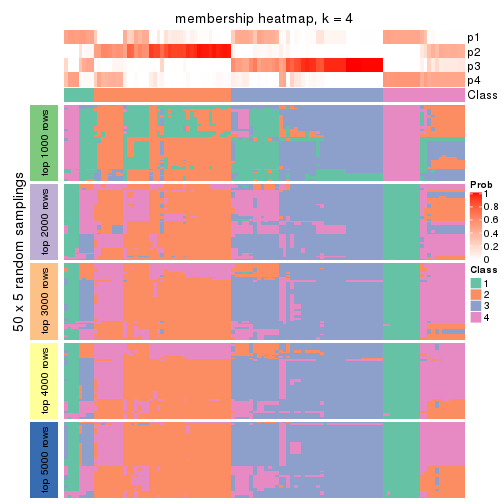 membership heatmap, k = 4
p1
p2
p3
p4
Class
50 x 5 random samplings
top 1000 rows
top 2000 rows
top 3000 rows
top 4000 rows
top 5000 rows
Prob
1
0.8
0.6
0.4
0.2
0
Class
1
2
3
4